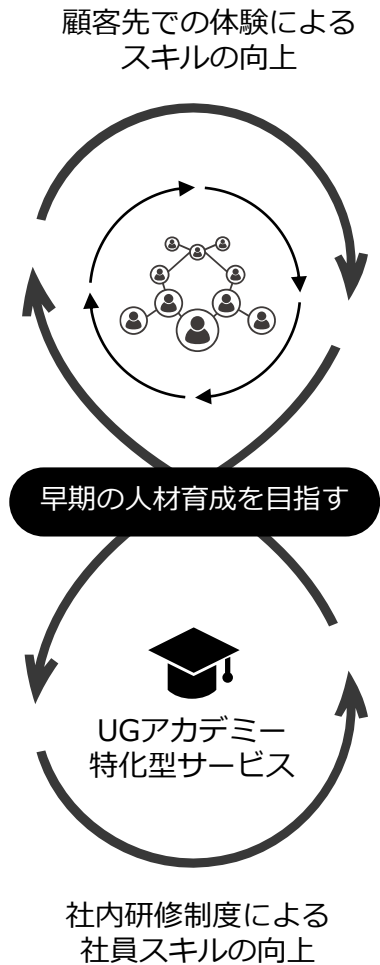 顧客先での体験による
スキルの向上
早期の人材育成を目指す
UGアカデミー
特化型サービス
社内研修制度による
社員スキルの向上